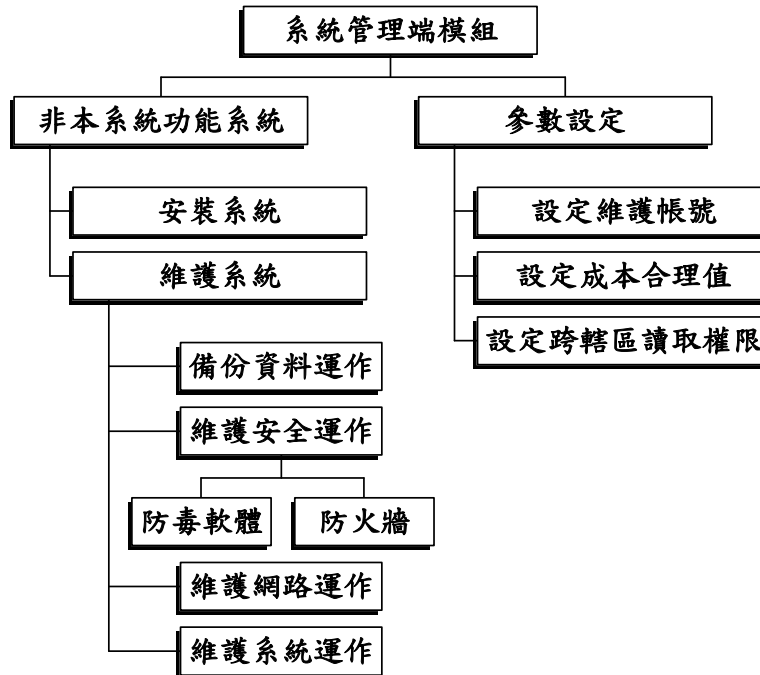 系統管理端模組
非本系統功能系統
參數設定
安裝系統
維護系統
設定維護帳號
設定成本合理值
設定跨轄區讀取權限
備份資料運作
維護安全運作
防毒軟體
防火牆
維護網路運作
維護系統運作